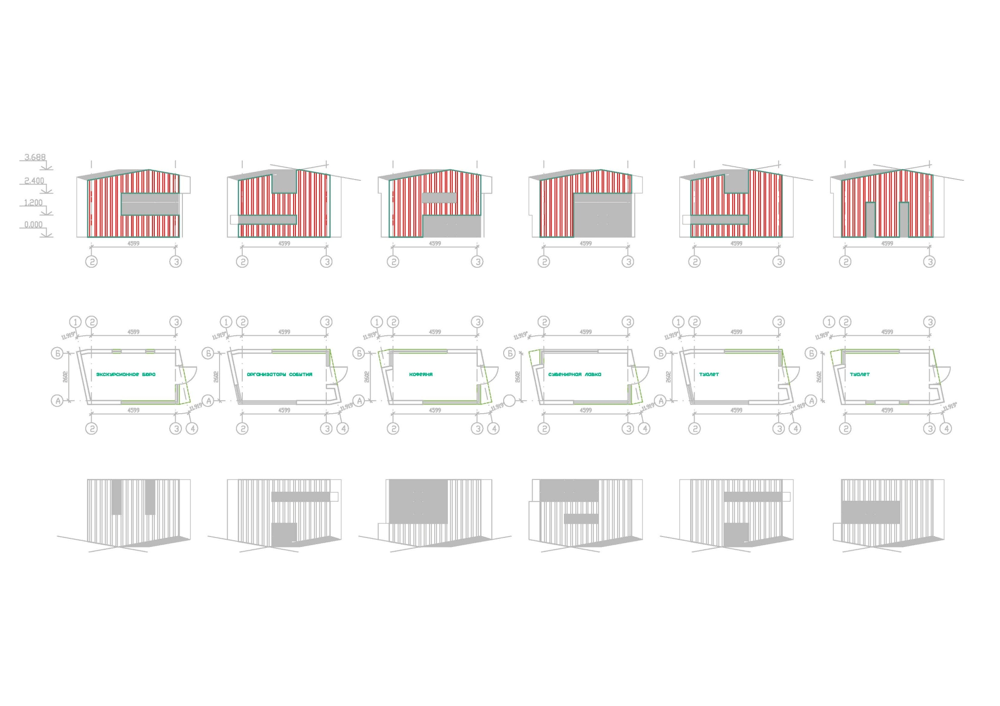 3.688
2.400
1.200
0.000
4599 4599 4599 4599 4599 4599
2 3 2 3 2 3 2 3 2 3 2 3
1 2 3 1 2 3 1 2 3 2 3 1 2 3 1 2 3
11.919° 4599 11.919° 4599 11.919° 4599 11.919° 4599 11.919° 4599 11.919° 4599
Б Б Б Б Б Б
2602 ЭКСКУРСИОННОЕ БЮРО 2602 ОРГАНИЗАТОРЫ СОБЫТИЙ 2602 КОФЕЙНЯ 2602 СУВЕНИРНАЯ ЛАВКА 2602 ТУАЛЕТ 2602 ТУАЛЕТ
А А А А А
4599 11.919° 4599 11.919° 4599 11.919° 4599 11.919° 4599 11.919° 4599 11.919°
2 3 4 2 3 4 2 3 4 2 3 4 2 3 4 2 3 4